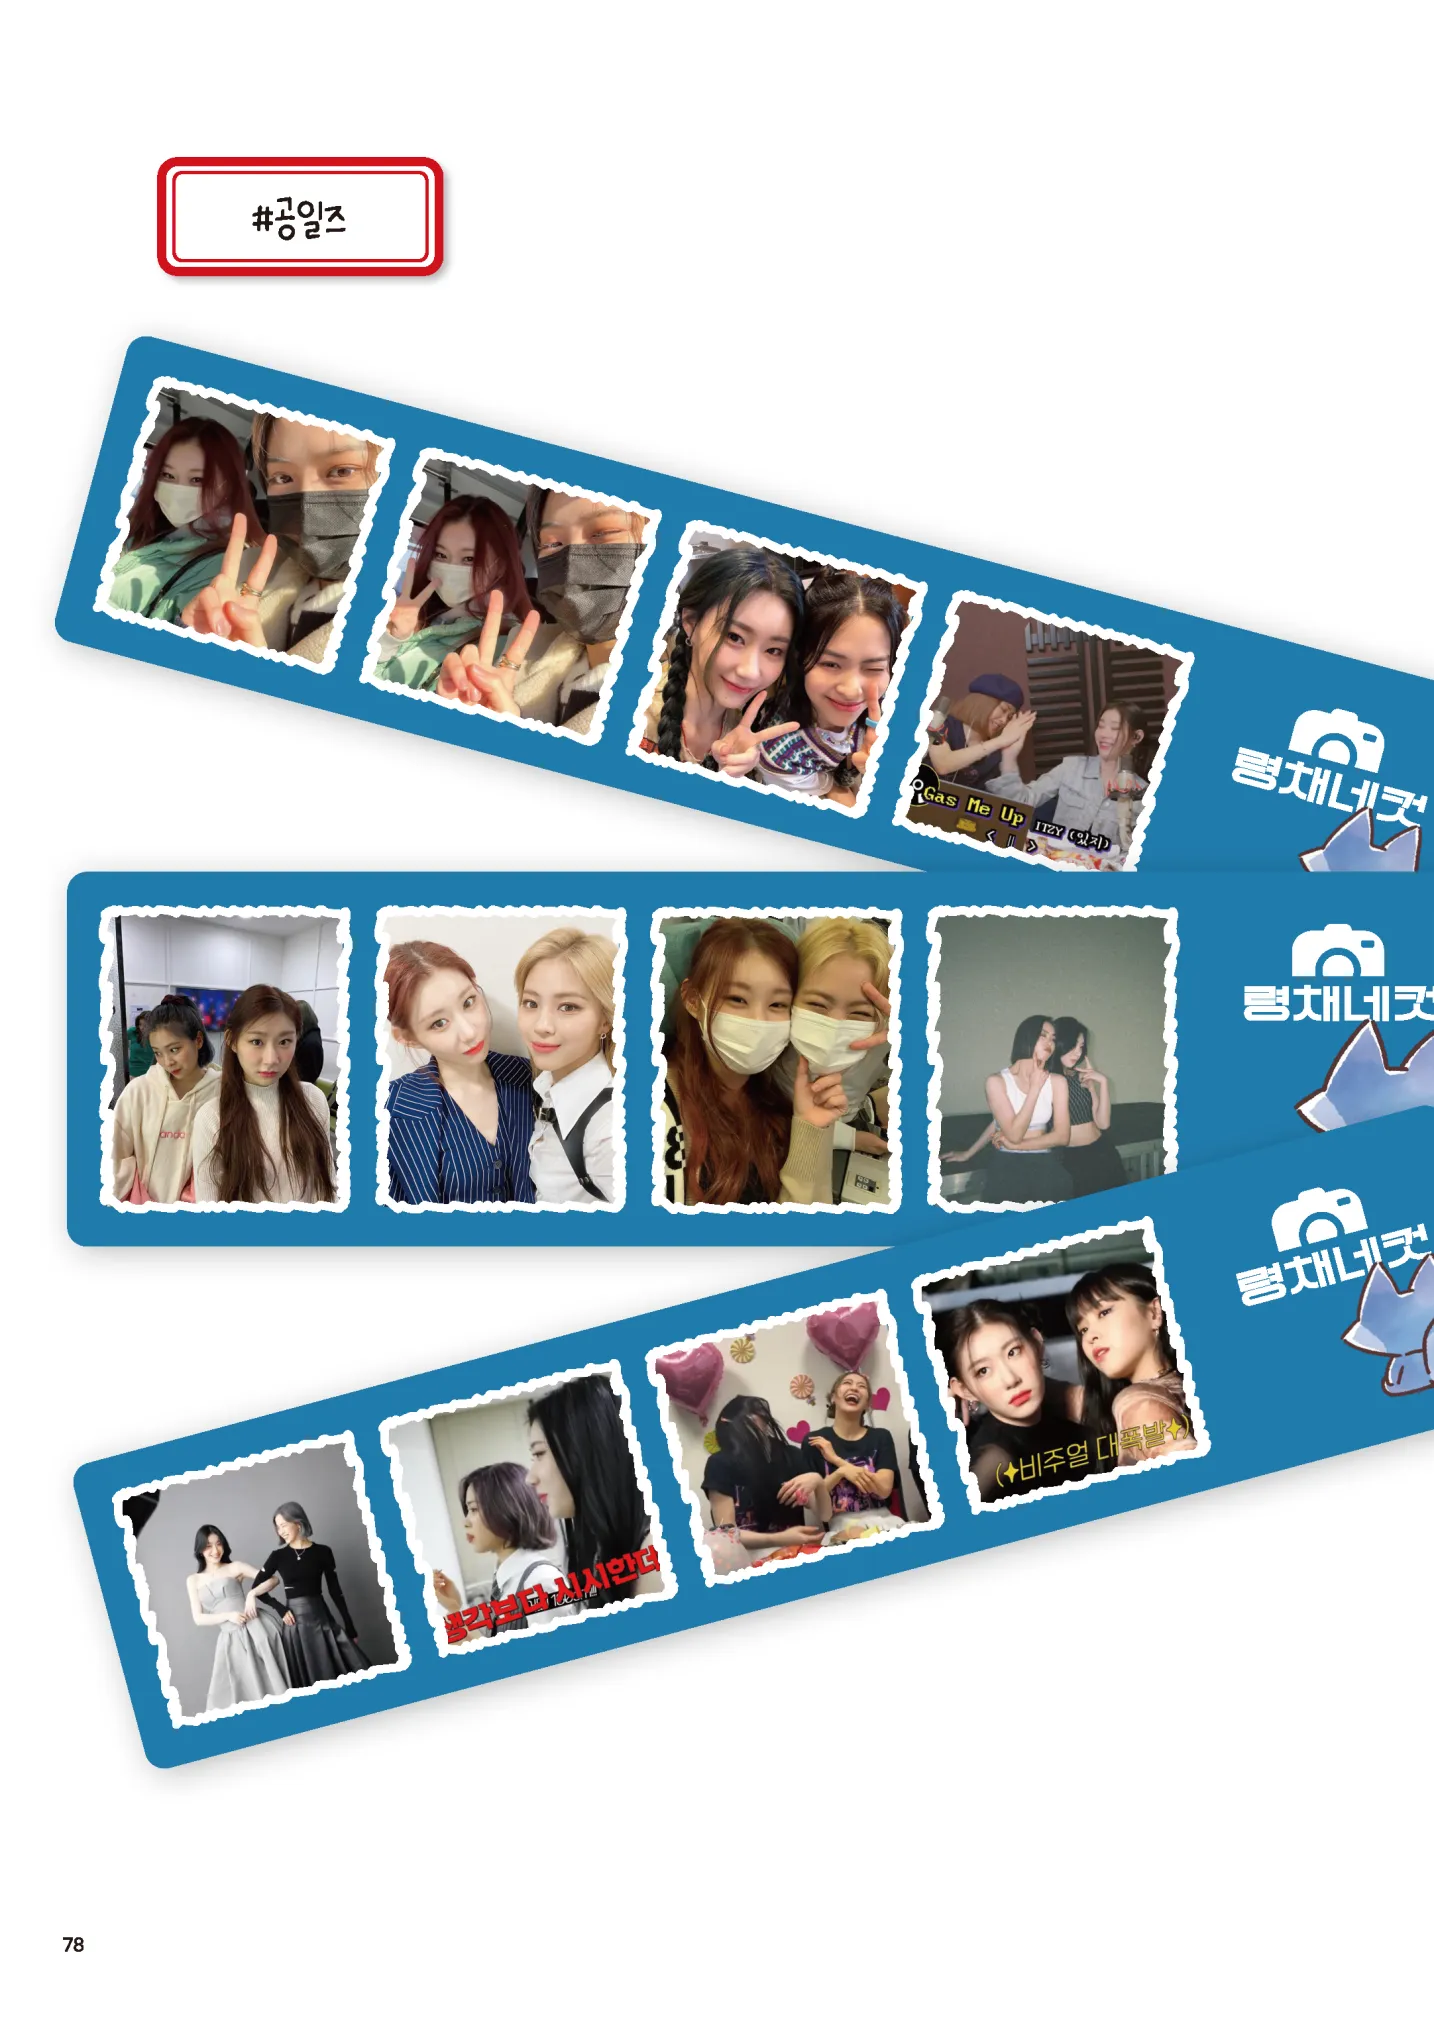 #공일즈
Gas Me Up
ITZY (있지)
< || >
령채네컷
령채네컷
령채네컷
생각보다 시시한데
(✦비주얼 대폭발✦)
78